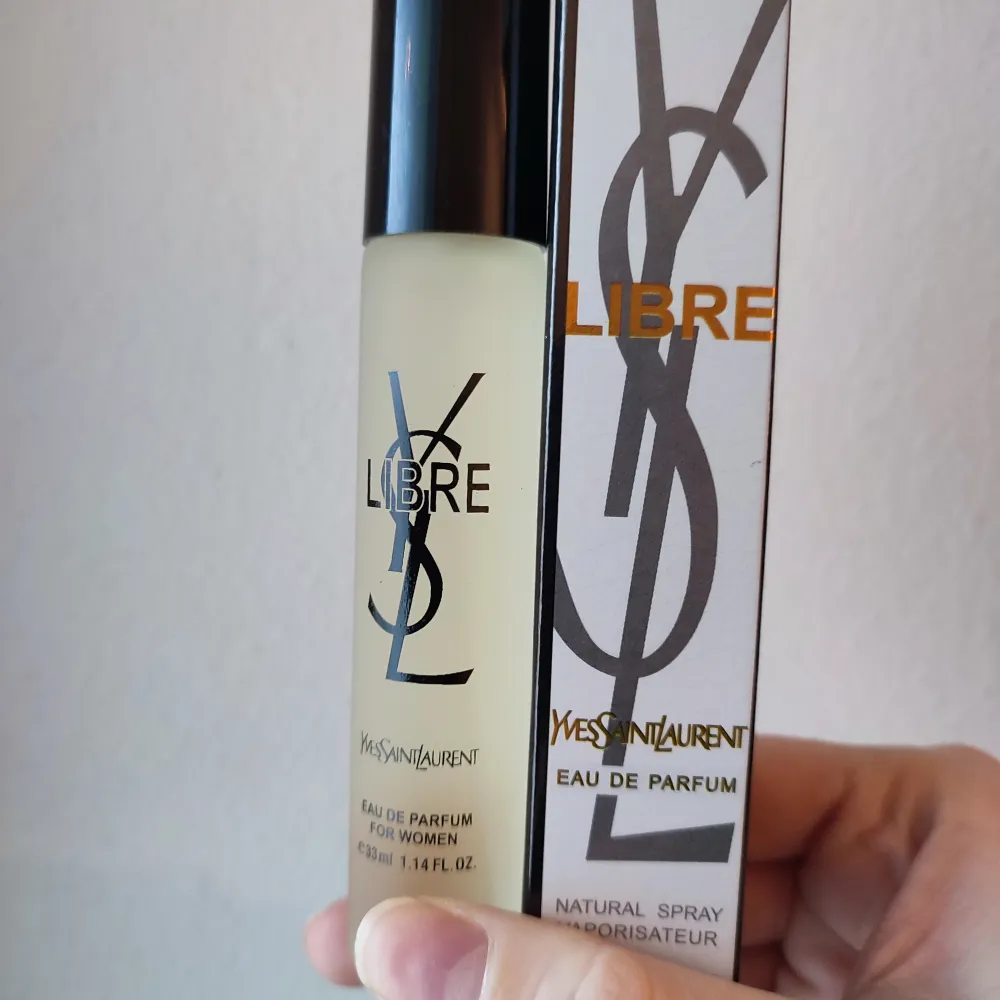 YSL
LIBRE
YVESSAINTLAURENT
EAU DE PARFUM
FOR WOMEN
e33ml 1.14 FL.OZ.
YSL
LIBRE
YVESSAINTLAURENT
EAU DE PARFUM
NATURAL SPRAY
VAPORISATEUR